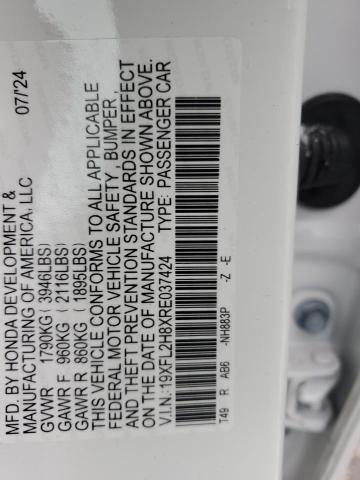 MFD. BY HONDA DEVELOPMENT & 07/'24
MANUFACTURING OF AMERICA, LLC
GVWR 1790KG (3946LBS)
GAWR F 960KG (2116LBS)
GAWR R 860KG (1895LBS)
THIS VEHICLE CONFORMS TO ALL APPLICABLE
FEDERAL MOTOR VEHICLE SAFETY, BUMPER,
AND THEFT PREVENTION STANDARDS IN EFFECT
ON THE DATE OF MANUFACTURE SHOWN ABOVE.
V.I.N.:19XFL2H8XRE037424 TYPE: PASSENGER CAR
T49 R AB6 -NH883P -Z -E